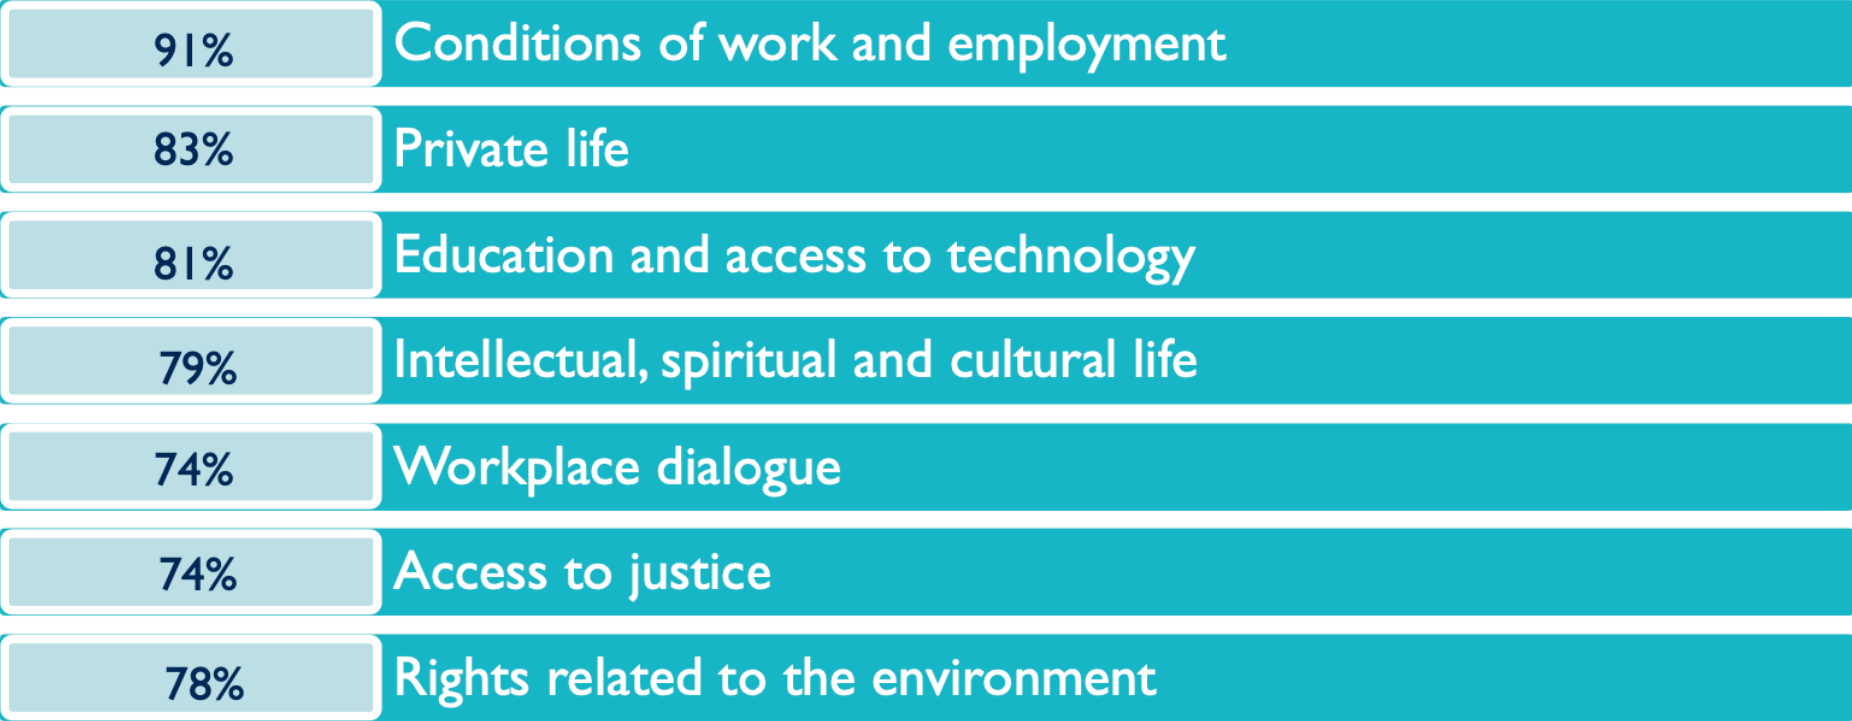 91% Conditions of work and employment
83% Private life
81% Education and access to technology
79% Intellectual, spiritual and cultural life
74% Workplace dialogue
74% Access to justice
78% Rights related to the environment